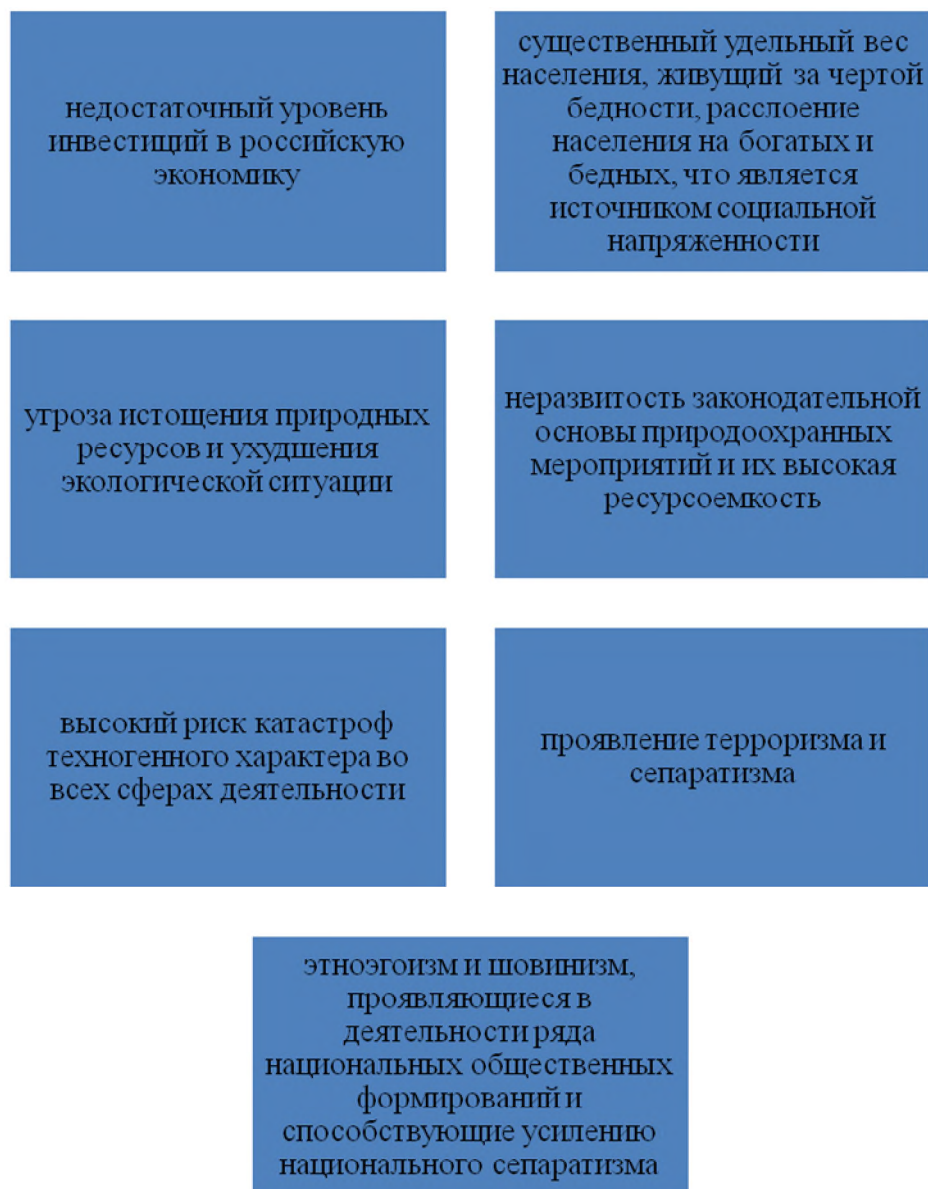 недостаточный уровень
инвестиций в российскую
экономику
существенный удельный вес
населения, живущий за чертой
бедности, расслоение
населения на богатых и
бедных, что является
источником социальной
напряженности
угроза истощения природных
ресурсов и ухудшения
экологической ситуации
неразвитость законодательной
основы природоохранных
мероприятий и их высокая
ресурсоемкость
высокий риск катастроф
техногенного характера во
всех сферах деятельности
проявление терроризма и
сепаратизма
этноэгоизм и шовинизм,
проявляющиеся в
деятельности ряда
национальных общественных
формирований и
способствующие усилению
национального сепаратизма